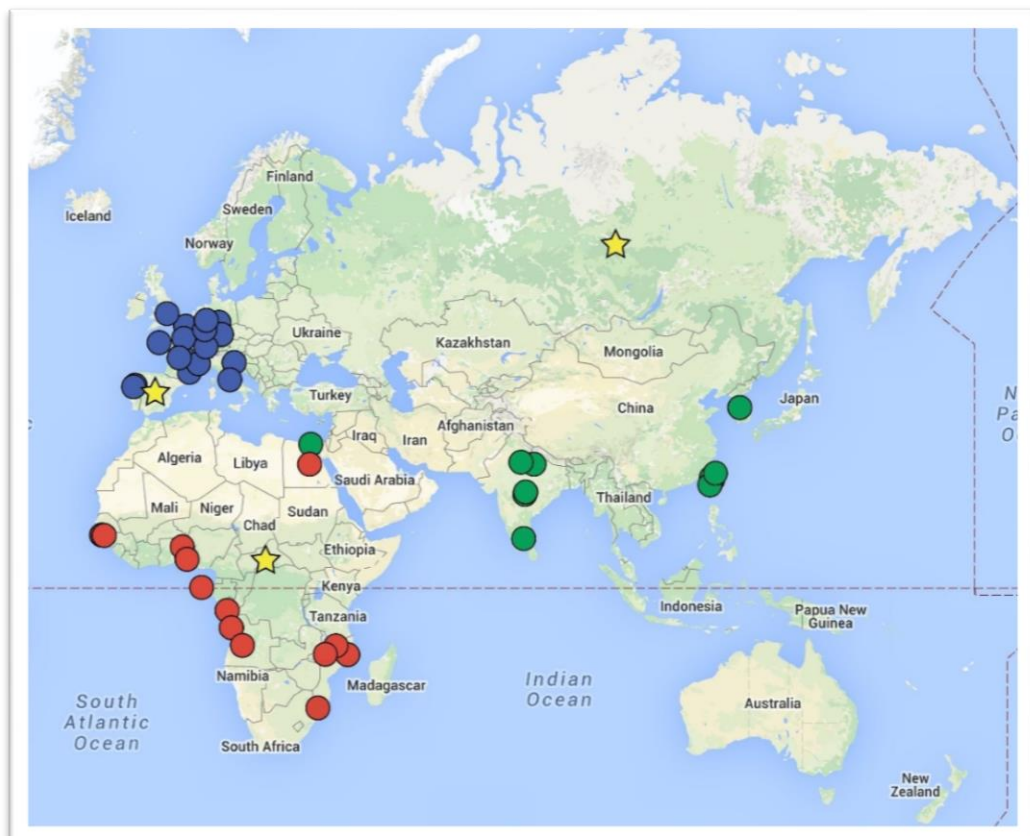 Finland
Sweden
Iceland
Norway
Ukraine
Kazakhstan
Mongolia
Turkey
Japan
China
Afghanistan
Iraq
Iran
Algeria
Libya
Saudi Arabia
Mali
Niger
Sudan
Thailand
Chad
Ethiopia
Kenya
Indonesia
Papua New
Guinea
Tanzania
Namibia
Madagascar
Indian
Ocean
South
Atlantic
Ocean
Australia
South Africa
New
Zealand